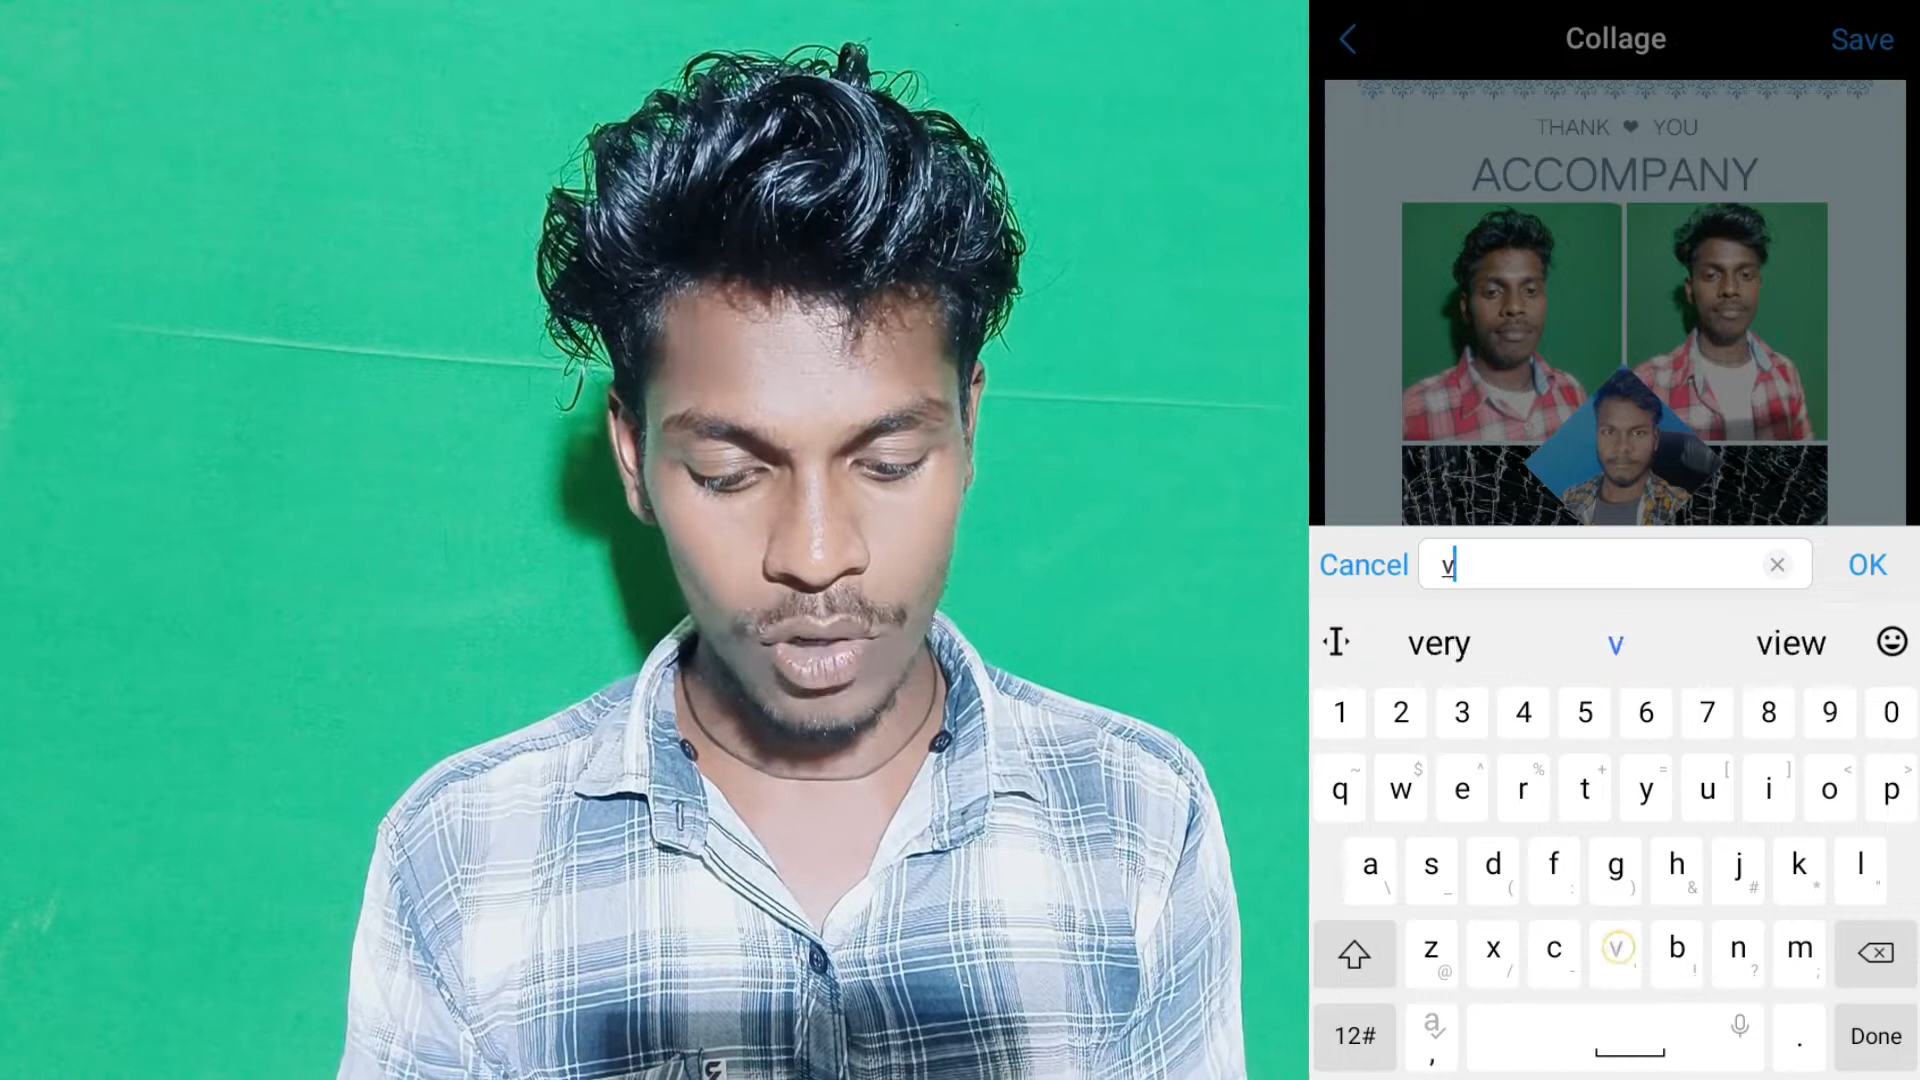 Collage
Save
THANK ❤ YOU
ACCOMPANY
Cancel
v
OK
very v view
1 2 3 4 5 6 7 8 9 0
~ $ ^ % + = [ ] < >
q w e r t y u i o p
a s d f g h j k l
\ _ ( : ) & # * "
z x c v b n m
@ / - ' ! ? ;
12# a , . Done